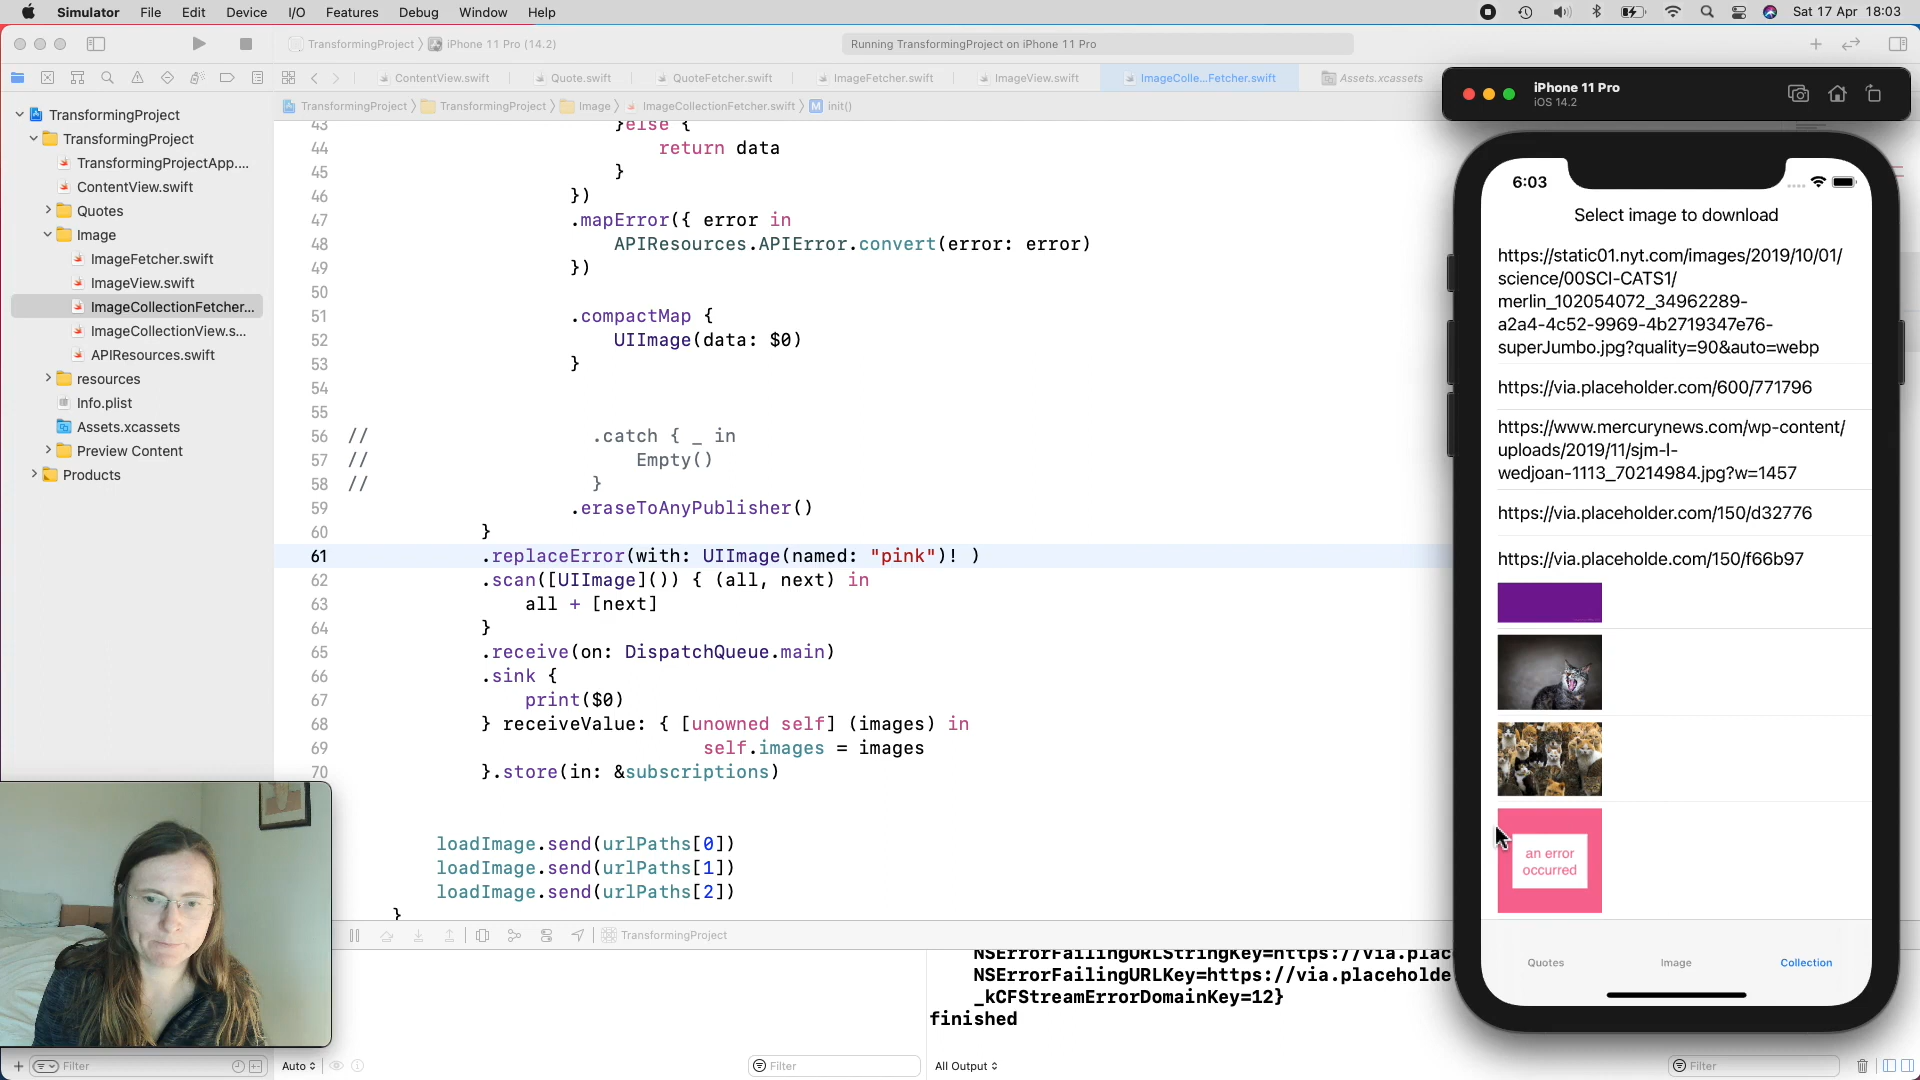 Simulator File Edit Device I/O Features Debug Window Help
Sat 17 Apr 18:03
TransformingProject iPhone 11 Pro (14.2)
Running TransformingProject on iPhone 11 Pro
ContentView.swift Quote.swift QuoteFetcher.swift ImageFetcher.swift ImageView.swift ImageColle...Fetcher.swift Assets.xcassets
TransformingProject TransformingProject Image ImageCollectionFetcher.swift M init()
TransformingProject
TransformingProject
TransformingProjectApp....
ContentView.swift
Quotes
Image
ImageFetcher.swift
ImageView.swift
ImageCollectionFetcher...
ImageCollectionView.s...
APIResources.swift
resources
Info.plist
Assets.xcassets
Preview Content
Products
43 }else {
44 return data
45 }
46 })
47 .mapError({ error in
48 APIResources.APIError.convert(error: error)
49 })
50
51 .compactMap {
52 UIImage(data: $0)
53 }
54
55
56 // .catch { _ in
57 // Empty()
58 // }
59 .eraseToAnyPublisher()
60 }
61 .replaceError(with: UIImage(named: "pink")! )
62 .scan([UIImage]()) { (all, next) in
63 all + [next]
64 }
65 .receive(on: DispatchQueue.main)
66 .sink {
67 print($0)
68 } receiveValue: { [unowned self] (images) in
69 self.images = images
70 }.store(in: &subscriptions)
loadImage.send(urlPaths[0])
loadImage.send(urlPaths[1])
loadImage.send(urlPaths[2])
}
TransformingProject
NSErrorFailingURLStringKey=https://via.plac
NSErrorFailingURLKey=https://via.placeholde
_kCFStreamErrorDomainKey=12}
finished
Filter
Auto
Filter
All Output
Filter
iPhone 11 Pro
iOS 14.2
6:03
Select image to download
https://static01.nyt.com/images/2019/10/01/
science/00SCI-CATS1/
merlin_102054072_34962289-
a2a4-4c52-9969-4b2719347e76-
superJumbo.jpg?quality=90&auto=webp
https://via.placeholder.com/600/771796
https://www.mercurynews.com/wp-content/
uploads/2019/11/sjm-l-
wedjoan-1113_70214984.jpg?w=1457
https://via.placeholder.com/150/d32776
https://via.placeholde.com/150/f66b97
an error
occurred
Quotes Image Collection